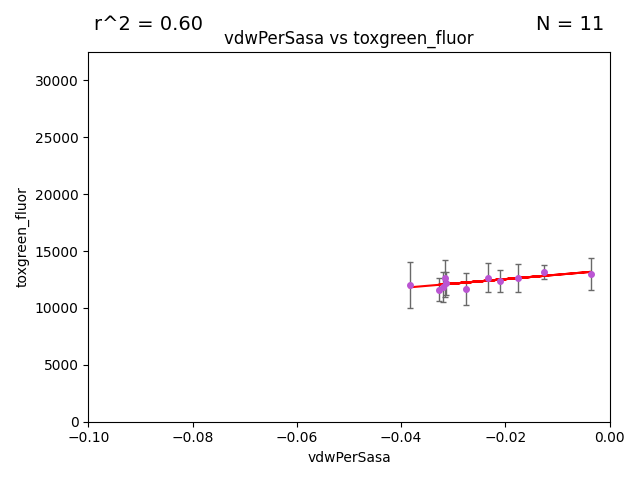 r^2 = 0.60
N = 11
vdwPerSasa vs toxgreen_fluor
30000
25000
20000
15000
10000
5000
0
toxgreen_fluor
−0.10
−0.08
−0.06
−0.04
−0.02
0.00
vdwPerSasa